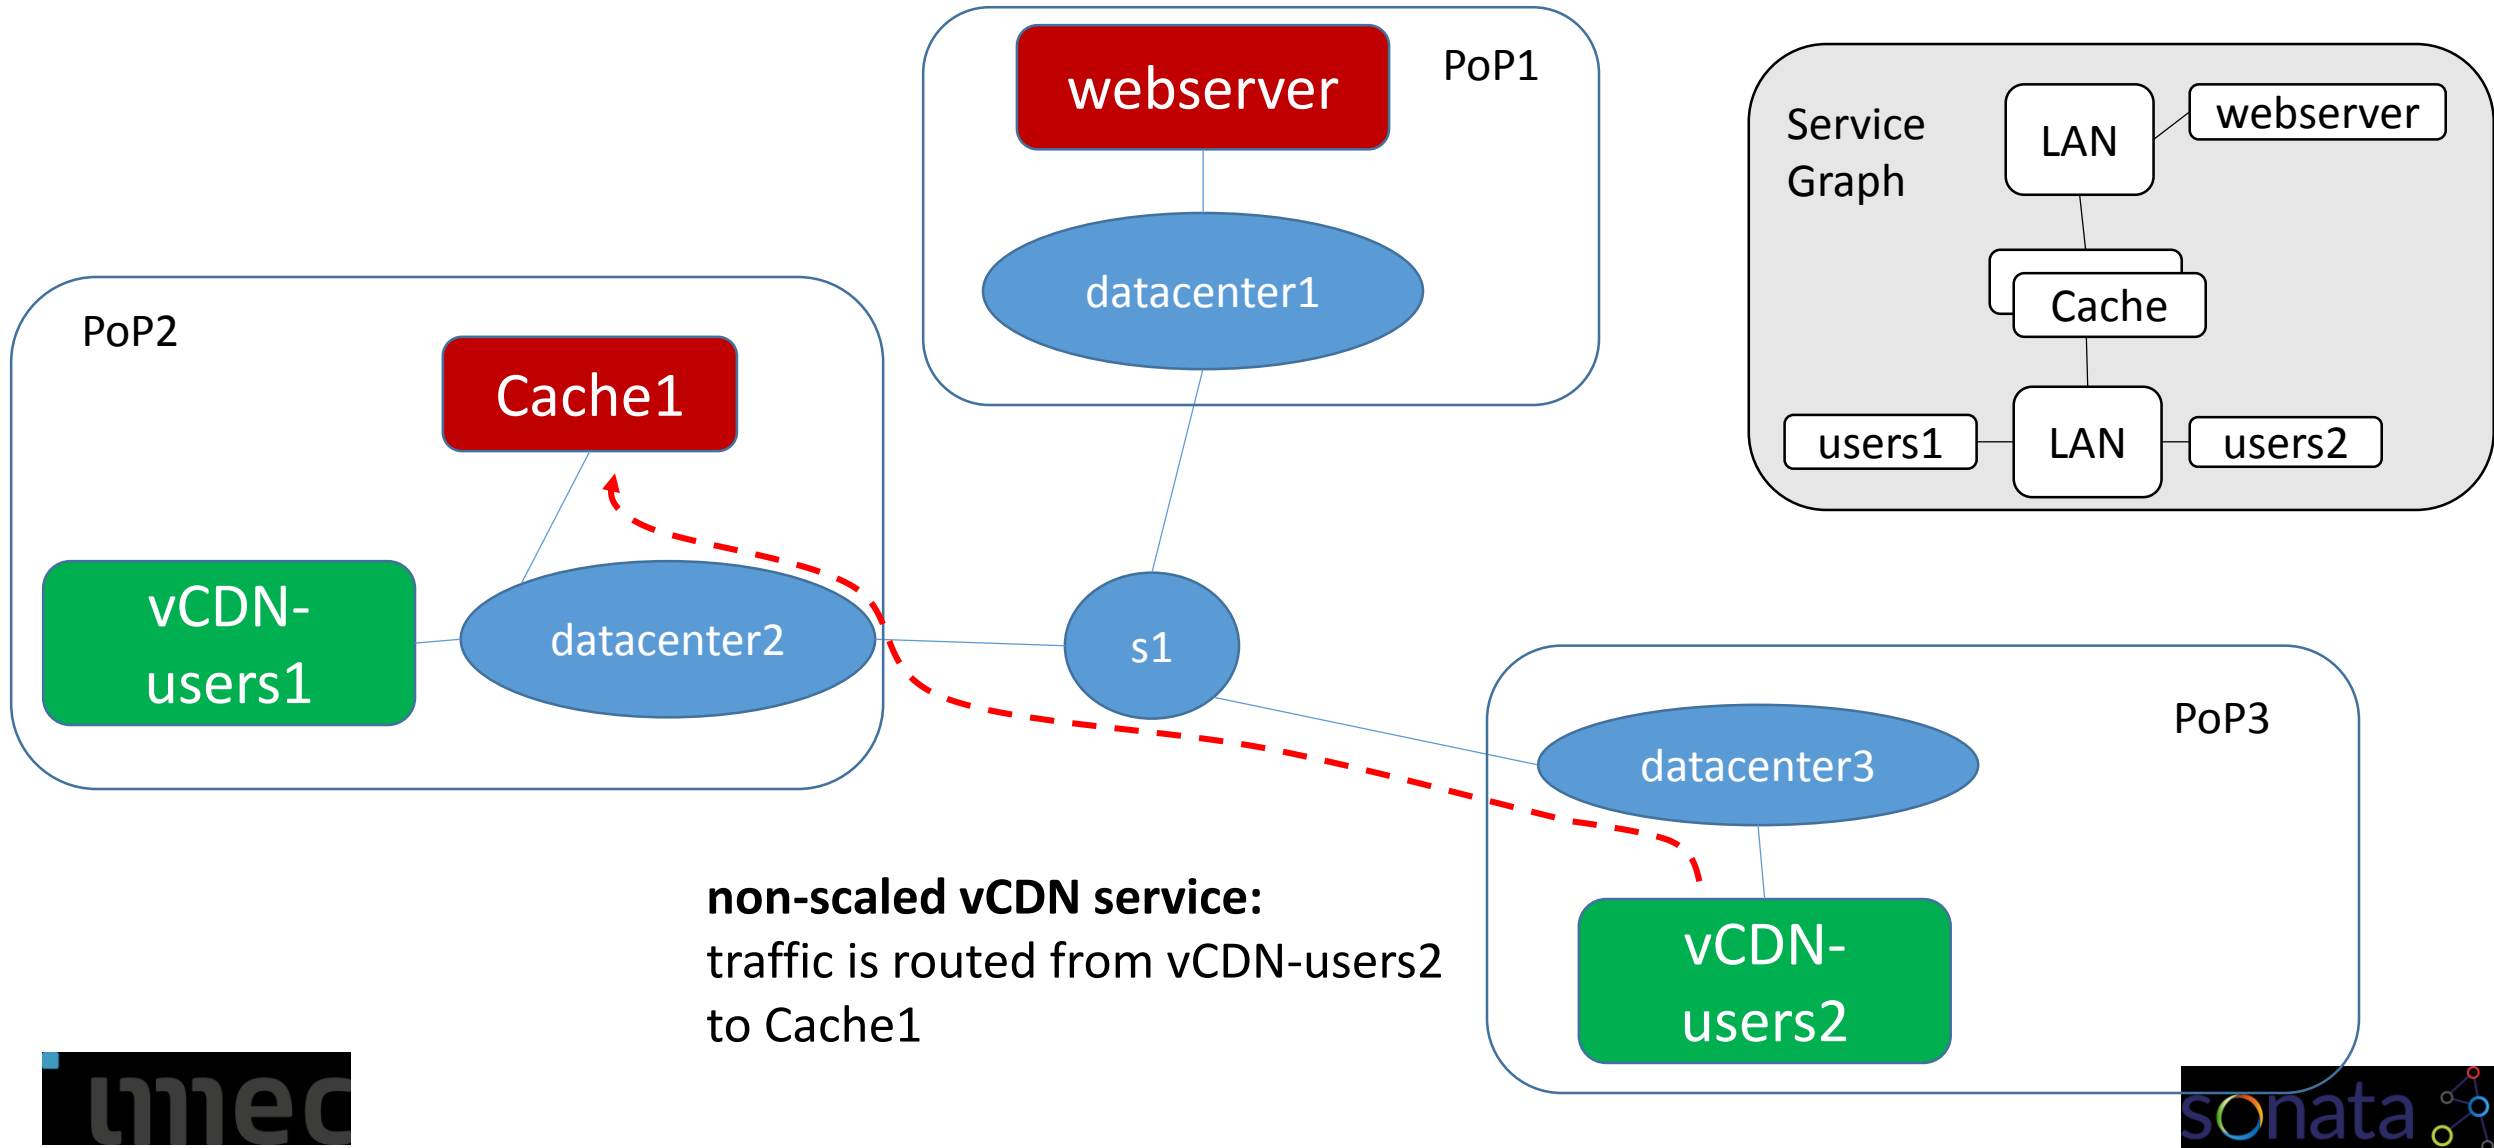 webserver
PoP1
datacenter1
Service
Graph
LAN
webserver
Cache
users1
LAN
users2
PoP2
Cache1
vCDN-
users1
datacenter2
s1
PoP3
datacenter3
vCDN-
users2
non-scaled vCDN service:
traffic is routed from vCDN-users2
to Cache1
imec
sonata